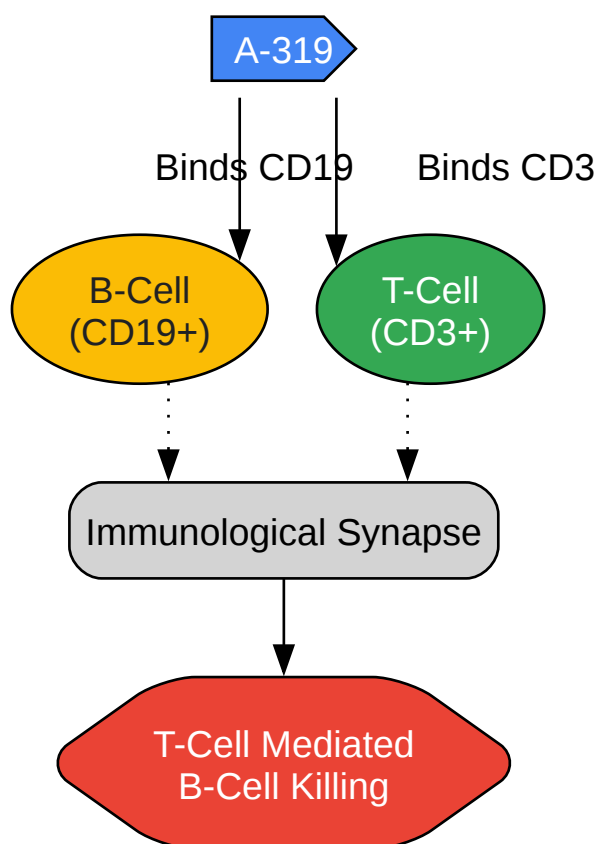 A-319
Binds CD19
Binds CD3
B-Cell
(CD19+)
T-Cell
(CD3+)
Immunological Synapse
T-Cell Mediated
B-Cell Killing